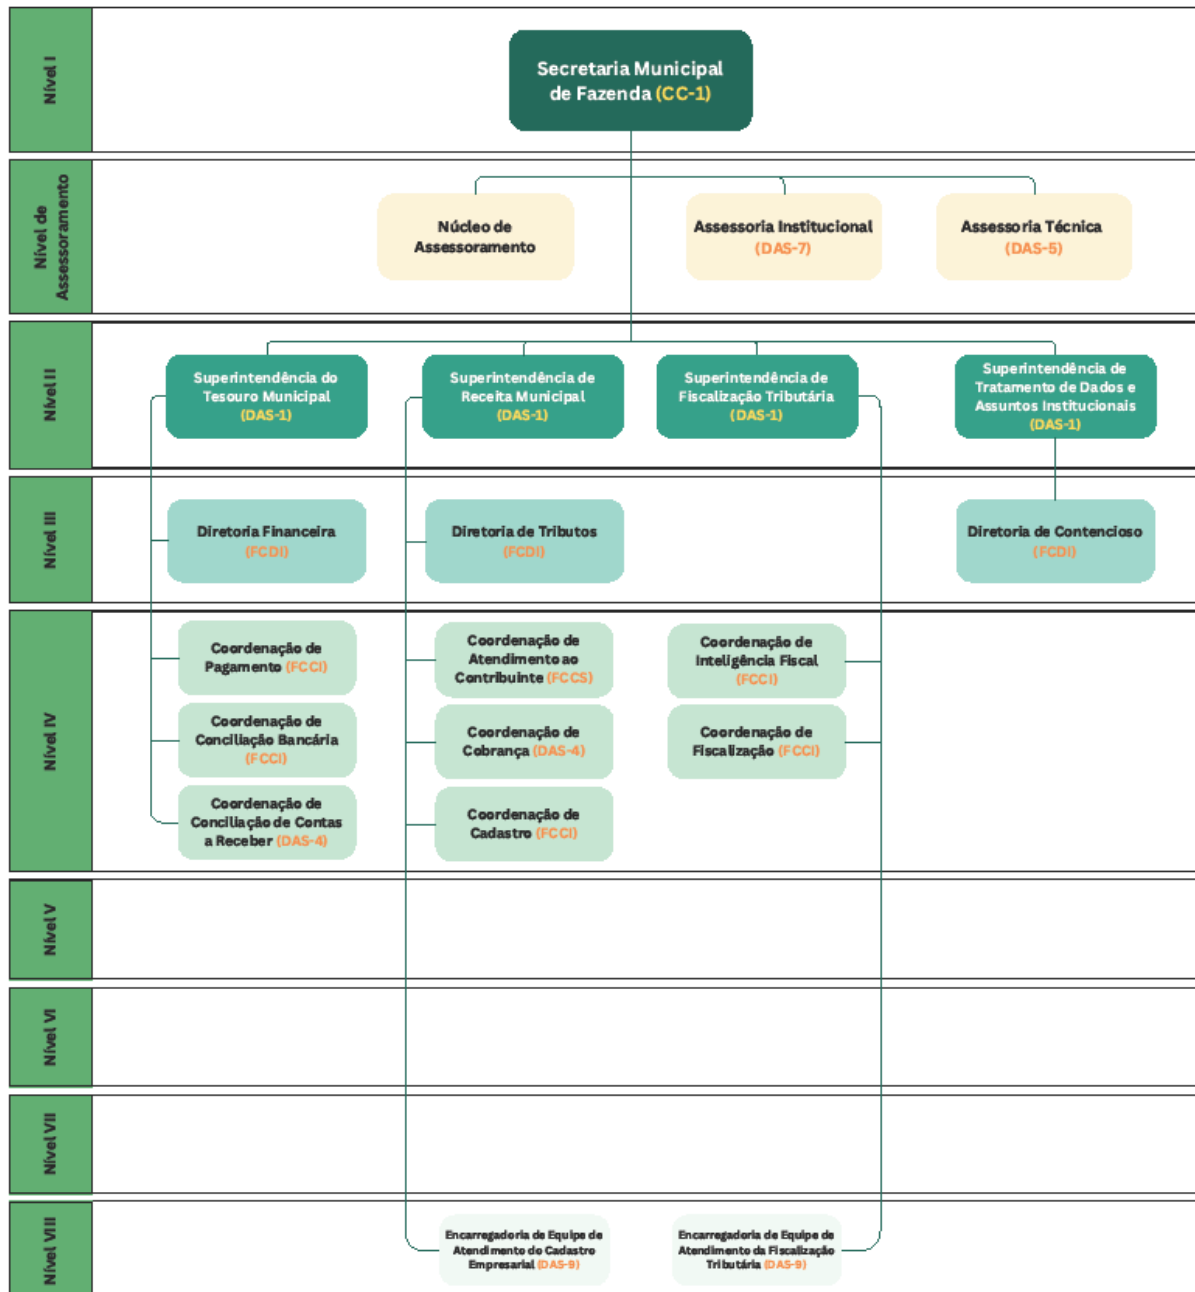 Nível I
Secretaria Municipal
de Fazenda (CC-1)
Nível de
Assessoramento
Núcleo de
Assessoramento
Assessoria Institucional
(DAS-7)
Assessoria Técnica
(DAS-5)
Nível II
Superintendência do
Tesouro Municipal
(DAS-1)
Superintendência de
Receita Municipal
(DAS-1)
Superintendência de
Fiscalização Tributária
(DAS-1)
Superintendência de
Tratamento de Dados e
Assuntos Institucionais
(DAS-1)
Nível III
Diretoria Financeira
(FCDI)
Diretoria de Tributos
(FCDI)
Diretoria de Contencioso
(FCDI)
Nível IV
Coordenação de
Pagamento (FCCI)
Coordenação de
Conciliação Bancária
(FCCI)
Coordenação de
Conciliação de Contas
a Receber (DAS-4)
Coordenação de
Atendimento ao
Contribuinte (FCCS)
Coordenação de
Cobrança (DAS-4)
Coordenação de
Cadastro (FCCI)
Coordenação de
Inteligência Fiscal
(FCCI)
Coordenação de
Fiscalização (FCCI)
Nível V
Nível VI
Nível VII
Nível VIII
Encarregadoria de Equipe de
Atendimento do Cadastro
Empresarial (DAS-9)
Encarregadoria de Equipe de
Atendimento da Fiscalização
Tributária (DAS-9)